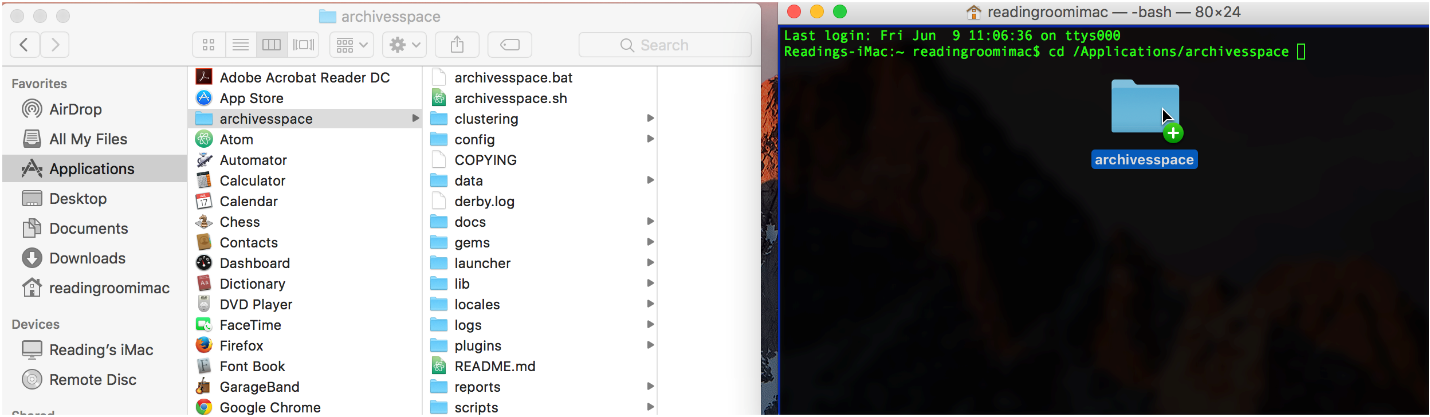 archivesspace
Search
Favorites
AirDrop
All My Files
Applications
Desktop
Documents
Downloads
readingroomimac
Devices
Reading's iMac
Remote Disc
Shared
Adobe Acrobat Reader DC
App Store
archivesspace
Atom
Automator
Calculator
Calendar
Chess
Contacts
Dashboard
Dictionary
DVD Player
FaceTime
Firefox
Font Book
GarageBand
Google Chrome
archivesspace.bat
archivesspace.sh
clustering
config
COPYING
data
derby.log
docs
gems
launcher
lib
locales
logs
plugins
README.md
reports
scripts
readingroomimac — -bash — 80×24
Last login: Fri Jun  9 11:06:36 on ttys000
Readings-iMac:~ readingroomimac$ cd /Applications/archivesspace
archivesspace